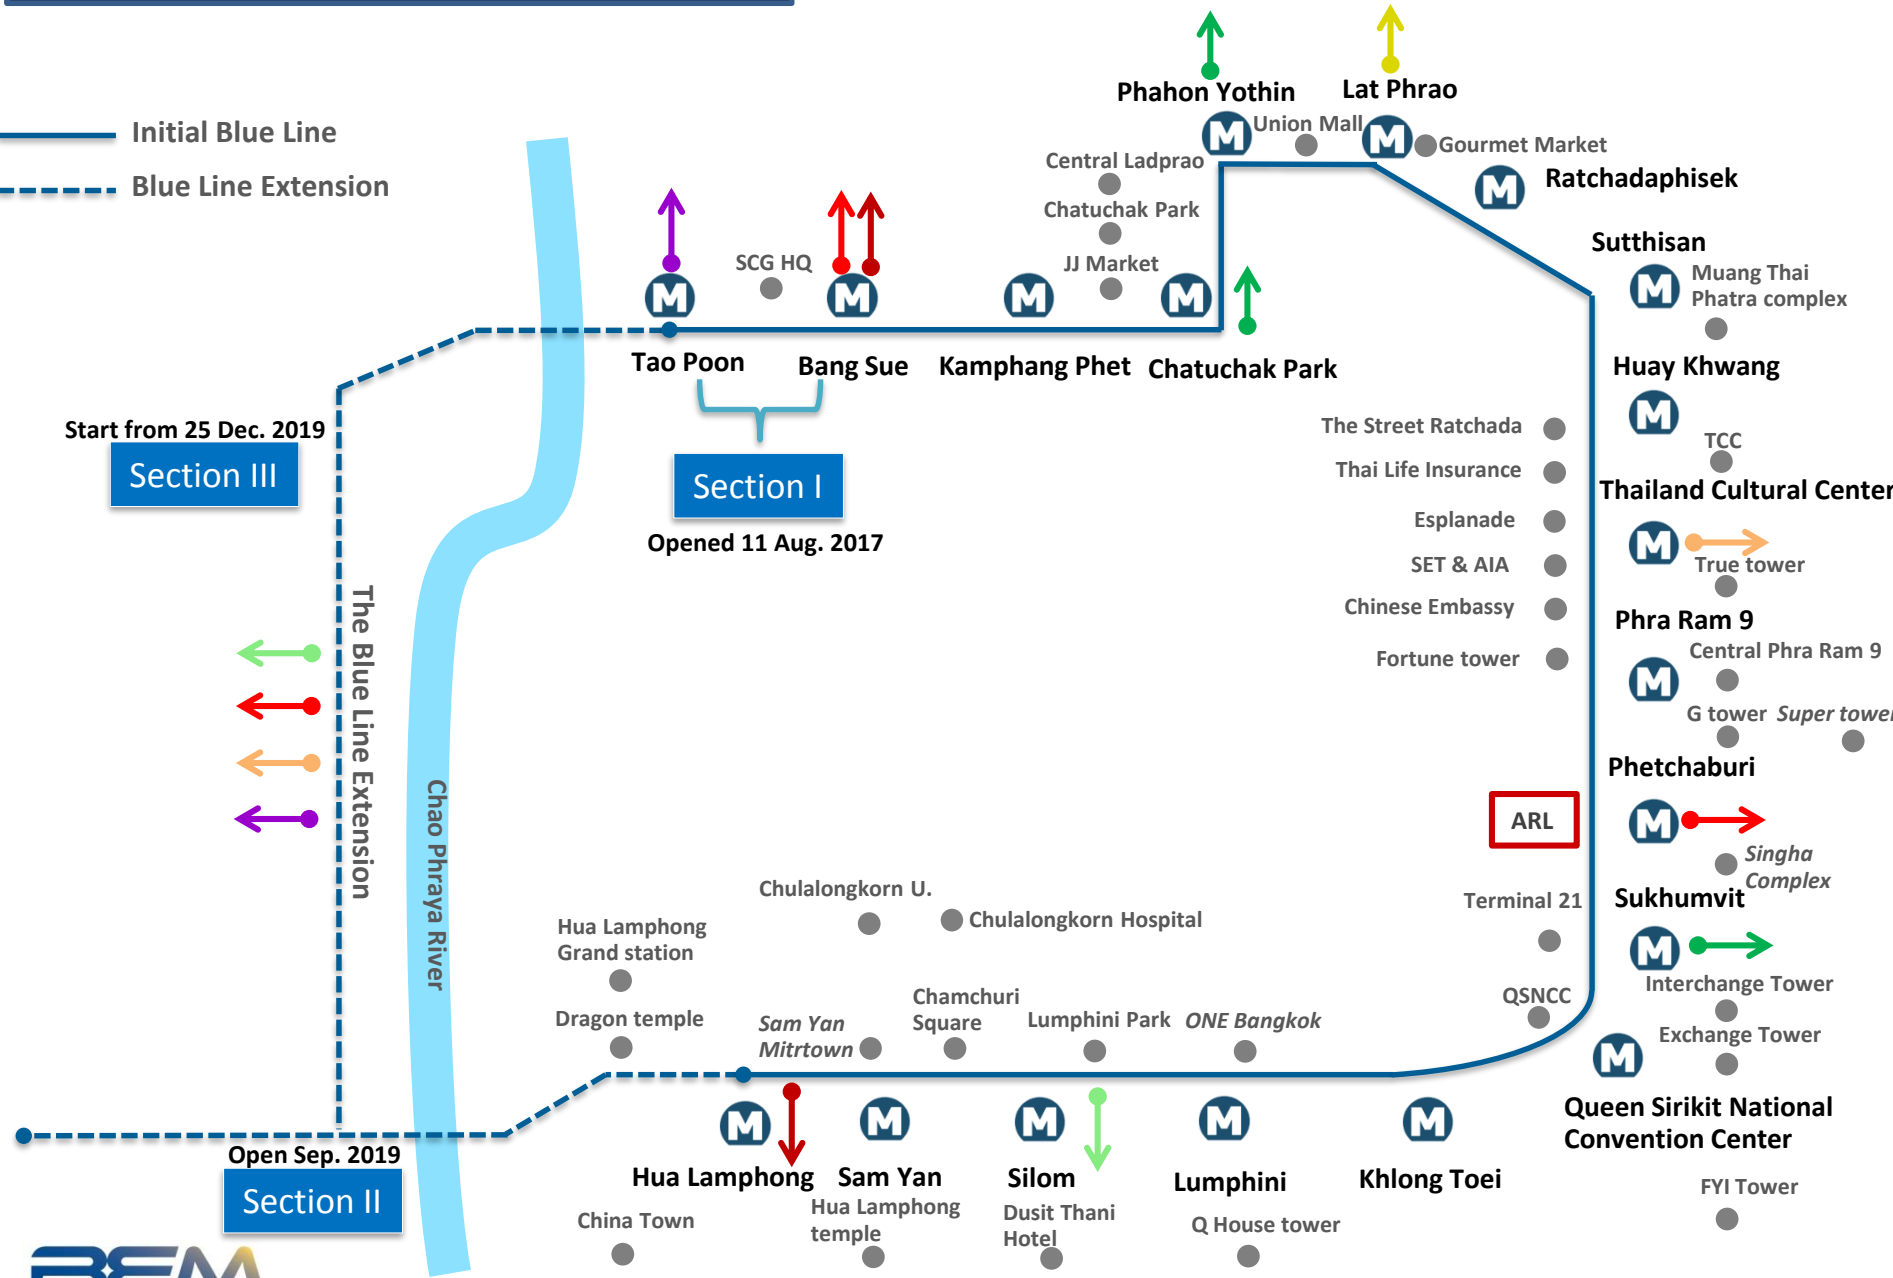 Phahon Yothin
Lat Phrao
Initial Blue Line
Union Mall
Gourmet Market
Central Ladprao
Blue Line Extension
Ratchadaphisek
Chatuchak Park
Sutthisan
SCG HQ
JJ Market
Muang Thai
Phatra complex
Tao Poon
Bang Sue
Kamphang Phet
Chatuchak Park
Huay Khwang
Start from 25 Dec. 2019
Section III
The Street Ratchada
TCC
Thai Life Insurance
Section I
Thailand Cultural Center
Opened 11 Aug. 2017
Esplanade
SET & AIA
True tower
Chinese Embassy
Phra Ram 9
The Blue Line Extension
Fortune tower
Central Phra Ram 9
G tower
Super tower
Phetchaburi
Chao Phraya River
ARL
Singha
Complex
Chulalongkorn U.
Chulalongkorn Hospital
Terminal 21
Sukhumvit
Hua Lamphong
Grand station
Interchange Tower
QSNCC
Dragon temple
Sam Yan
Mitrtown
Chamchuri
Square
Lumphini Park
ONE Bangkok
Exchange Tower
Queen Sirikit National
Convention Center
Open Sep. 2019
Section II
Hua Lamphong
Sam Yan
Silom
Lumphini
Khlong Toei
FYI Tower
China Town
Hua Lamphong
temple
Dusit Thani
Hotel
Q House tower
BEM